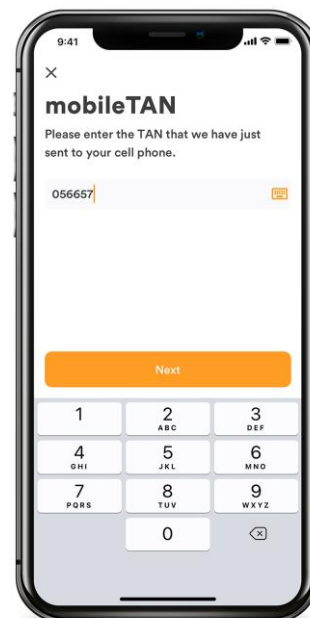 9:41
mobileTAN
Please enter the TAN that we have just
sent to your cell phone.
056657
Next
1
2 ABC
3 DEF
4 GHI
5 JKL
6 MNO
7 PQRS
8 TUV
9 WXYZ
0